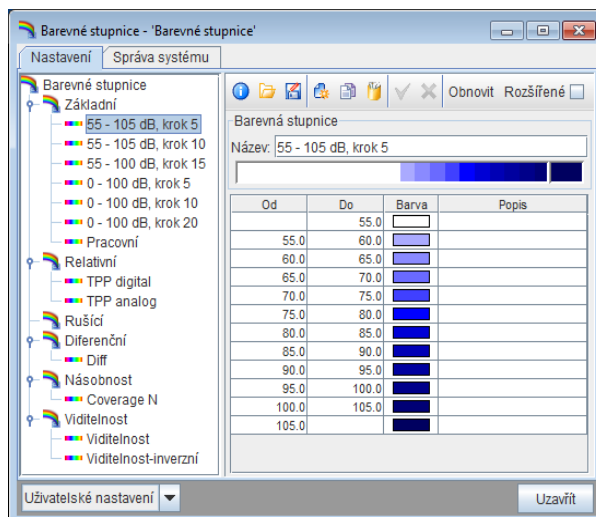 Barevné stupnice - 'Barevné stupnice'
Nastavení Správa systému
Barevné stupnice
Základní
55 - 105 dB, krok 5
55 - 105 dB, krok 10
55 - 100 dB, krok 15
0 - 100 dB, krok 5
0 - 100 dB, krok 10
0 - 100 dB, krok 20
Pracovní
Relativní
TPP digital
TPP analog
Rušící
Diferenční
Diff
Násobnost
Coverage N
Viditelnost
Viditelnost
Viditelnost-inverzní
Obnovit Rozšířené
Barevná stupnice
Název: 55 - 105 dB, krok 5
Od Do Barva Popis
55.0
55.0 60.0
60.0 65.0
65.0 70.0
70.0 75.0
75.0 80.0
80.0 85.0
85.0 90.0
90.0 95.0
95.0 100.0
100.0 105.0
105.0
Uživatelské nastavení Uzavřít